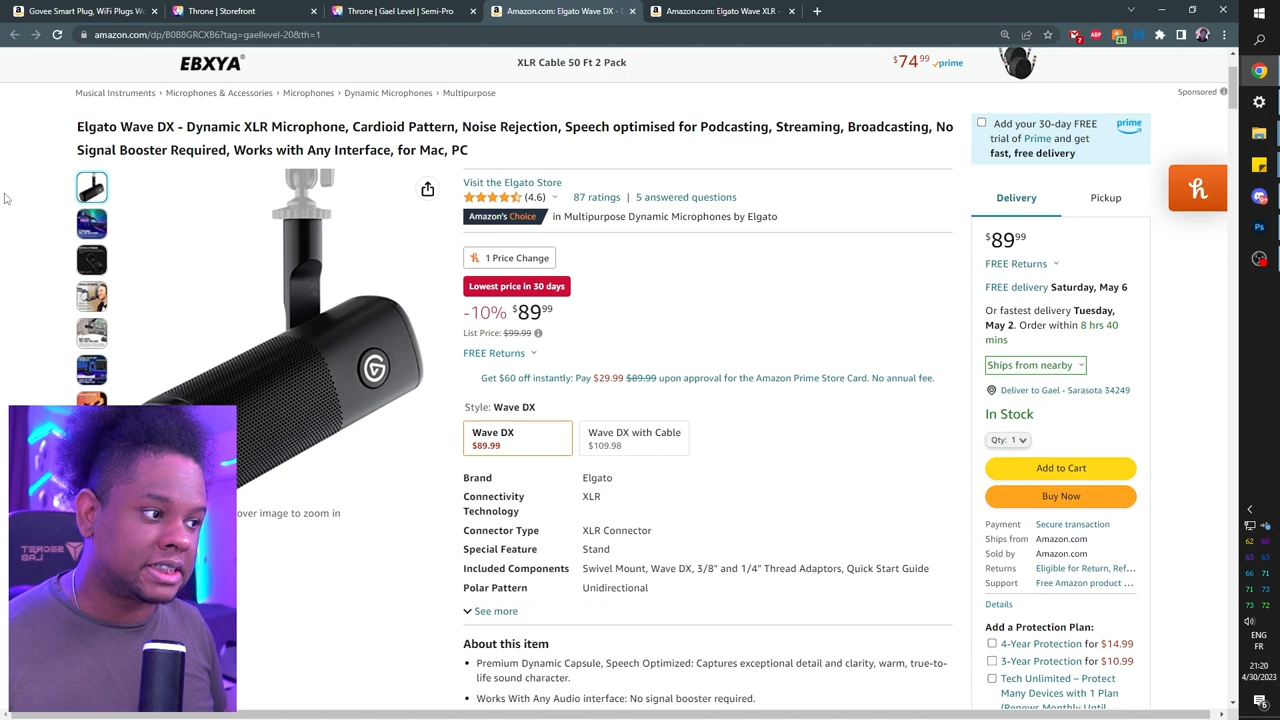 Govee Smart Plug WiFi Plugs W
Throne | Gael Level | Wigs
Throne | Gael Level | Semi-Pro
Amazon.com: Elgato Wave DX - D
Amazon.com: Elgato Wave XLR -
amazon.com/dp/B0B8GRCXB6?tag=gaellevel-20&th=1
EBXYA®
XLR Cable 50 Ft 2 Pack
$74.99 prime
Musical Instruments › Microphones & Accessories › Microphones › Dynamic Microphones › Multipurpose
Sponsored
Elgato Wave DX - Dynamic XLR Microphone, Cardioid Pattern, Noise Rejection, Speech optimised for Podcasting, Streaming, Broadcasting, No
Signal Booster Required, Works with Any Interface, for Mac, PC
Visit the Elgato Store
(4.6)
87 ratings | 5 answered questions
Amazon's Choice in Multipurpose Dynamic Microphones by Elgato
1 Price Change
Lowest price in 30 days
-10% $89.99
List Price: $99.99
FREE Returns
Get $60 off instantly: Pay $29.99 $89.99 upon approval for the Amazon Prime Store Card. No annual fee.
Style: Wave DX
Wave DX
$89.99
Wave DX with Cable
$109.98
Brand Elgato
Connectivity XLR
Technology
Connector Type XLR Connector
Special Feature Stand
Included Components Swivel Mount, Wave DX, 3/8" and 1/4" Thread Adaptors, Quick Start Guide
Polar Pattern Unidirectional
See more
About this item
• Premium Dynamic Capsule, Speech Optimized: Captures exceptional detail and clarity, warm, true-to-
life sound character.
• Works With Any Audio interface: No signal booster required.
over image to zoom in
SECRET
LAB
Add your 30-day FREE
trial of Prime and get
fast, free delivery
prime
Delivery
Pickup
$89.99
FREE Returns
FREE delivery Saturday, May 6
Or fastest delivery Tuesday,
May 2. Order within 8 hrs 40
mins
Ships from nearby
Deliver to Gael - Sarasota 34249
In Stock
Qty: 1
Add to Cart
Buy Now
Payment Secure transaction
Ships from Amazon.com
Sold by Amazon.com
Returns Eligible for Return, Ref...
Support Free Amazon product ...
Details
Add a Protection Plan:
4-Year Protection for $14.99
3-Year Protection for $10.99
Tech Unlimited – Protect
Many Devices with 1 Plan
(Renews Monthly Until
ENG
FR
21:20
4/30/2023